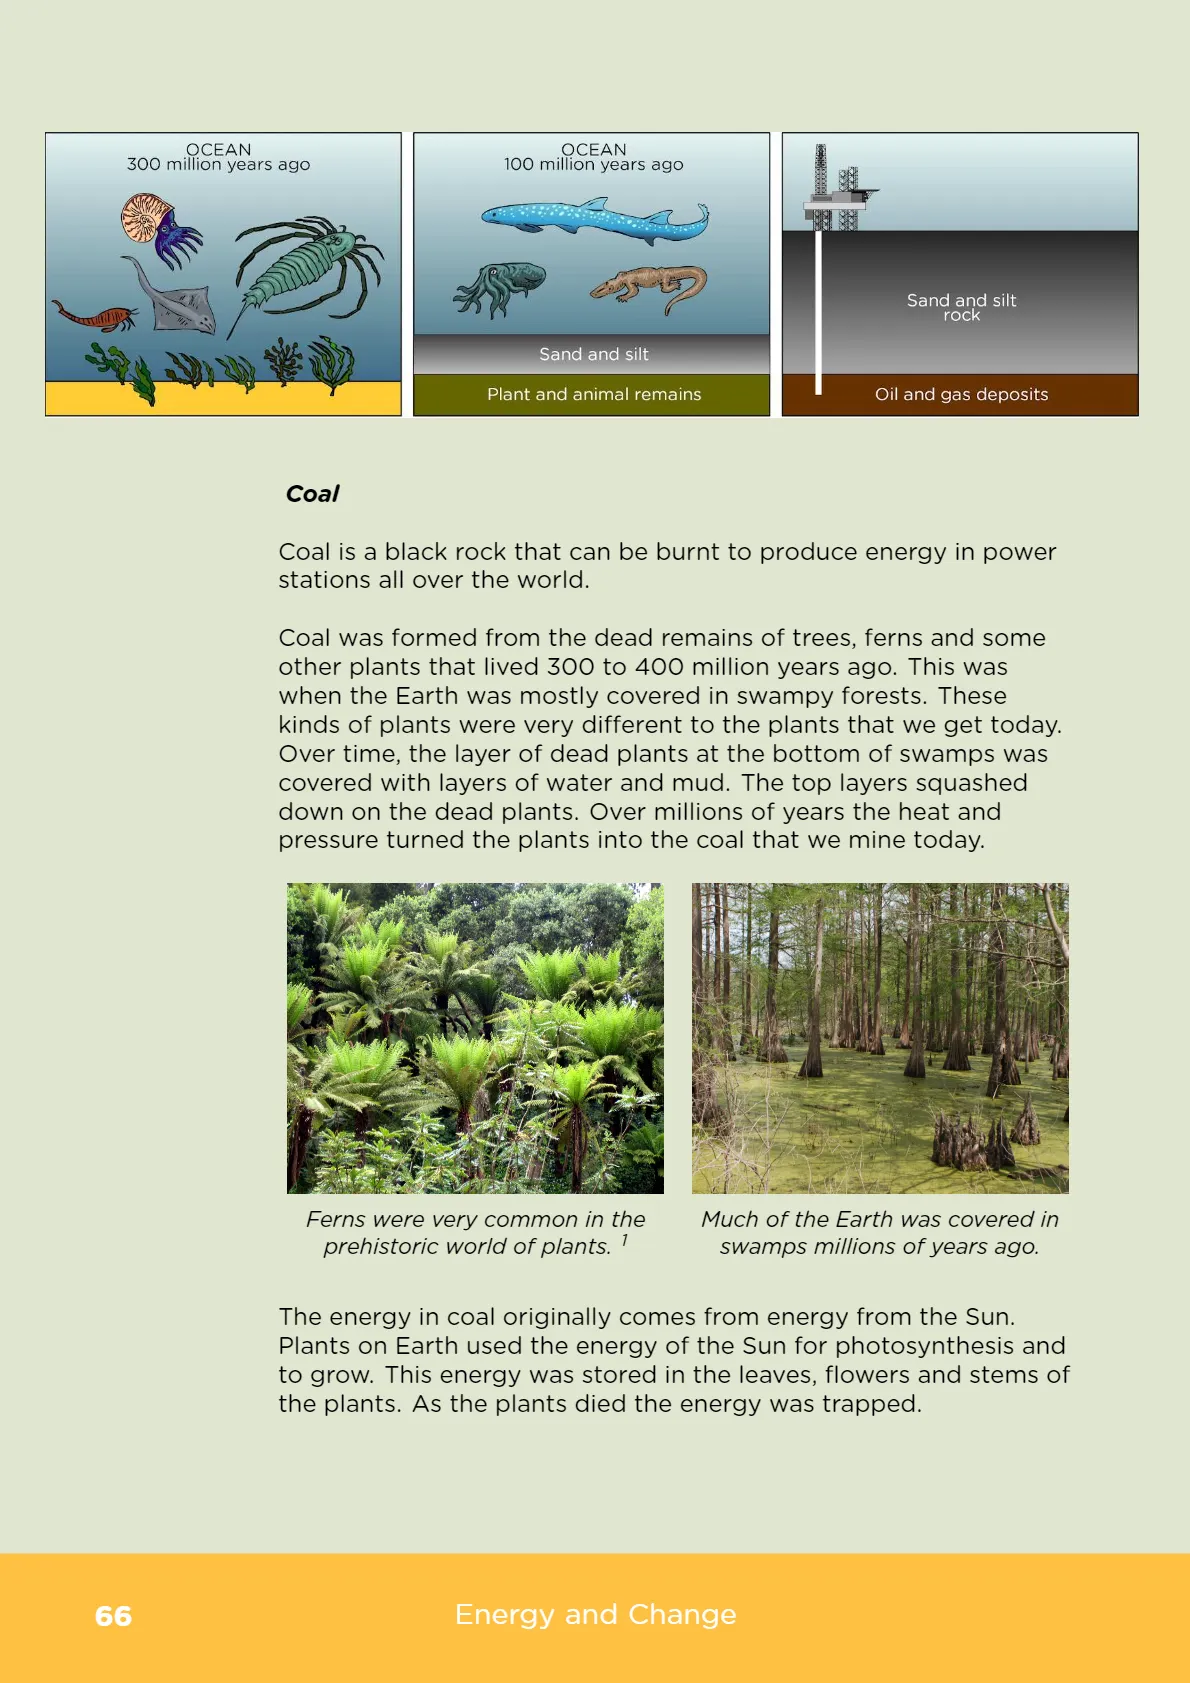 OCEAN
300 million years ago
OCEAN
100 million years ago
Sand and silt
Plant and animal remains
Sand and silt
rock
Oil and gas deposits
Coal
Coal is a black rock that can be burnt to produce energy in power
stations all over the world.
Coal was formed from the dead remains of trees, ferns and some
other plants that lived 300 to 400 million years ago. This was
when the Earth was mostly covered in swampy forests. These
kinds of plants were very different to the plants that we get today.
Over time, the layer of dead plants at the bottom of swamps was
covered with layers of water and mud. The top layers squashed
down on the dead plants. Over millions of years the heat and
pressure turned the plants into the coal that we mine today.
Ferns were very common in the
prehistoric world of plants. 1
Much of the Earth was covered in
swamps millions of years ago.
The energy in coal originally comes from energy from the Sun.
Plants on Earth used the energy of the Sun for photosynthesis and
to grow. This energy was stored in the leaves, flowers and stems of
the plants. As the plants died the energy was trapped.
66
Energy and Change